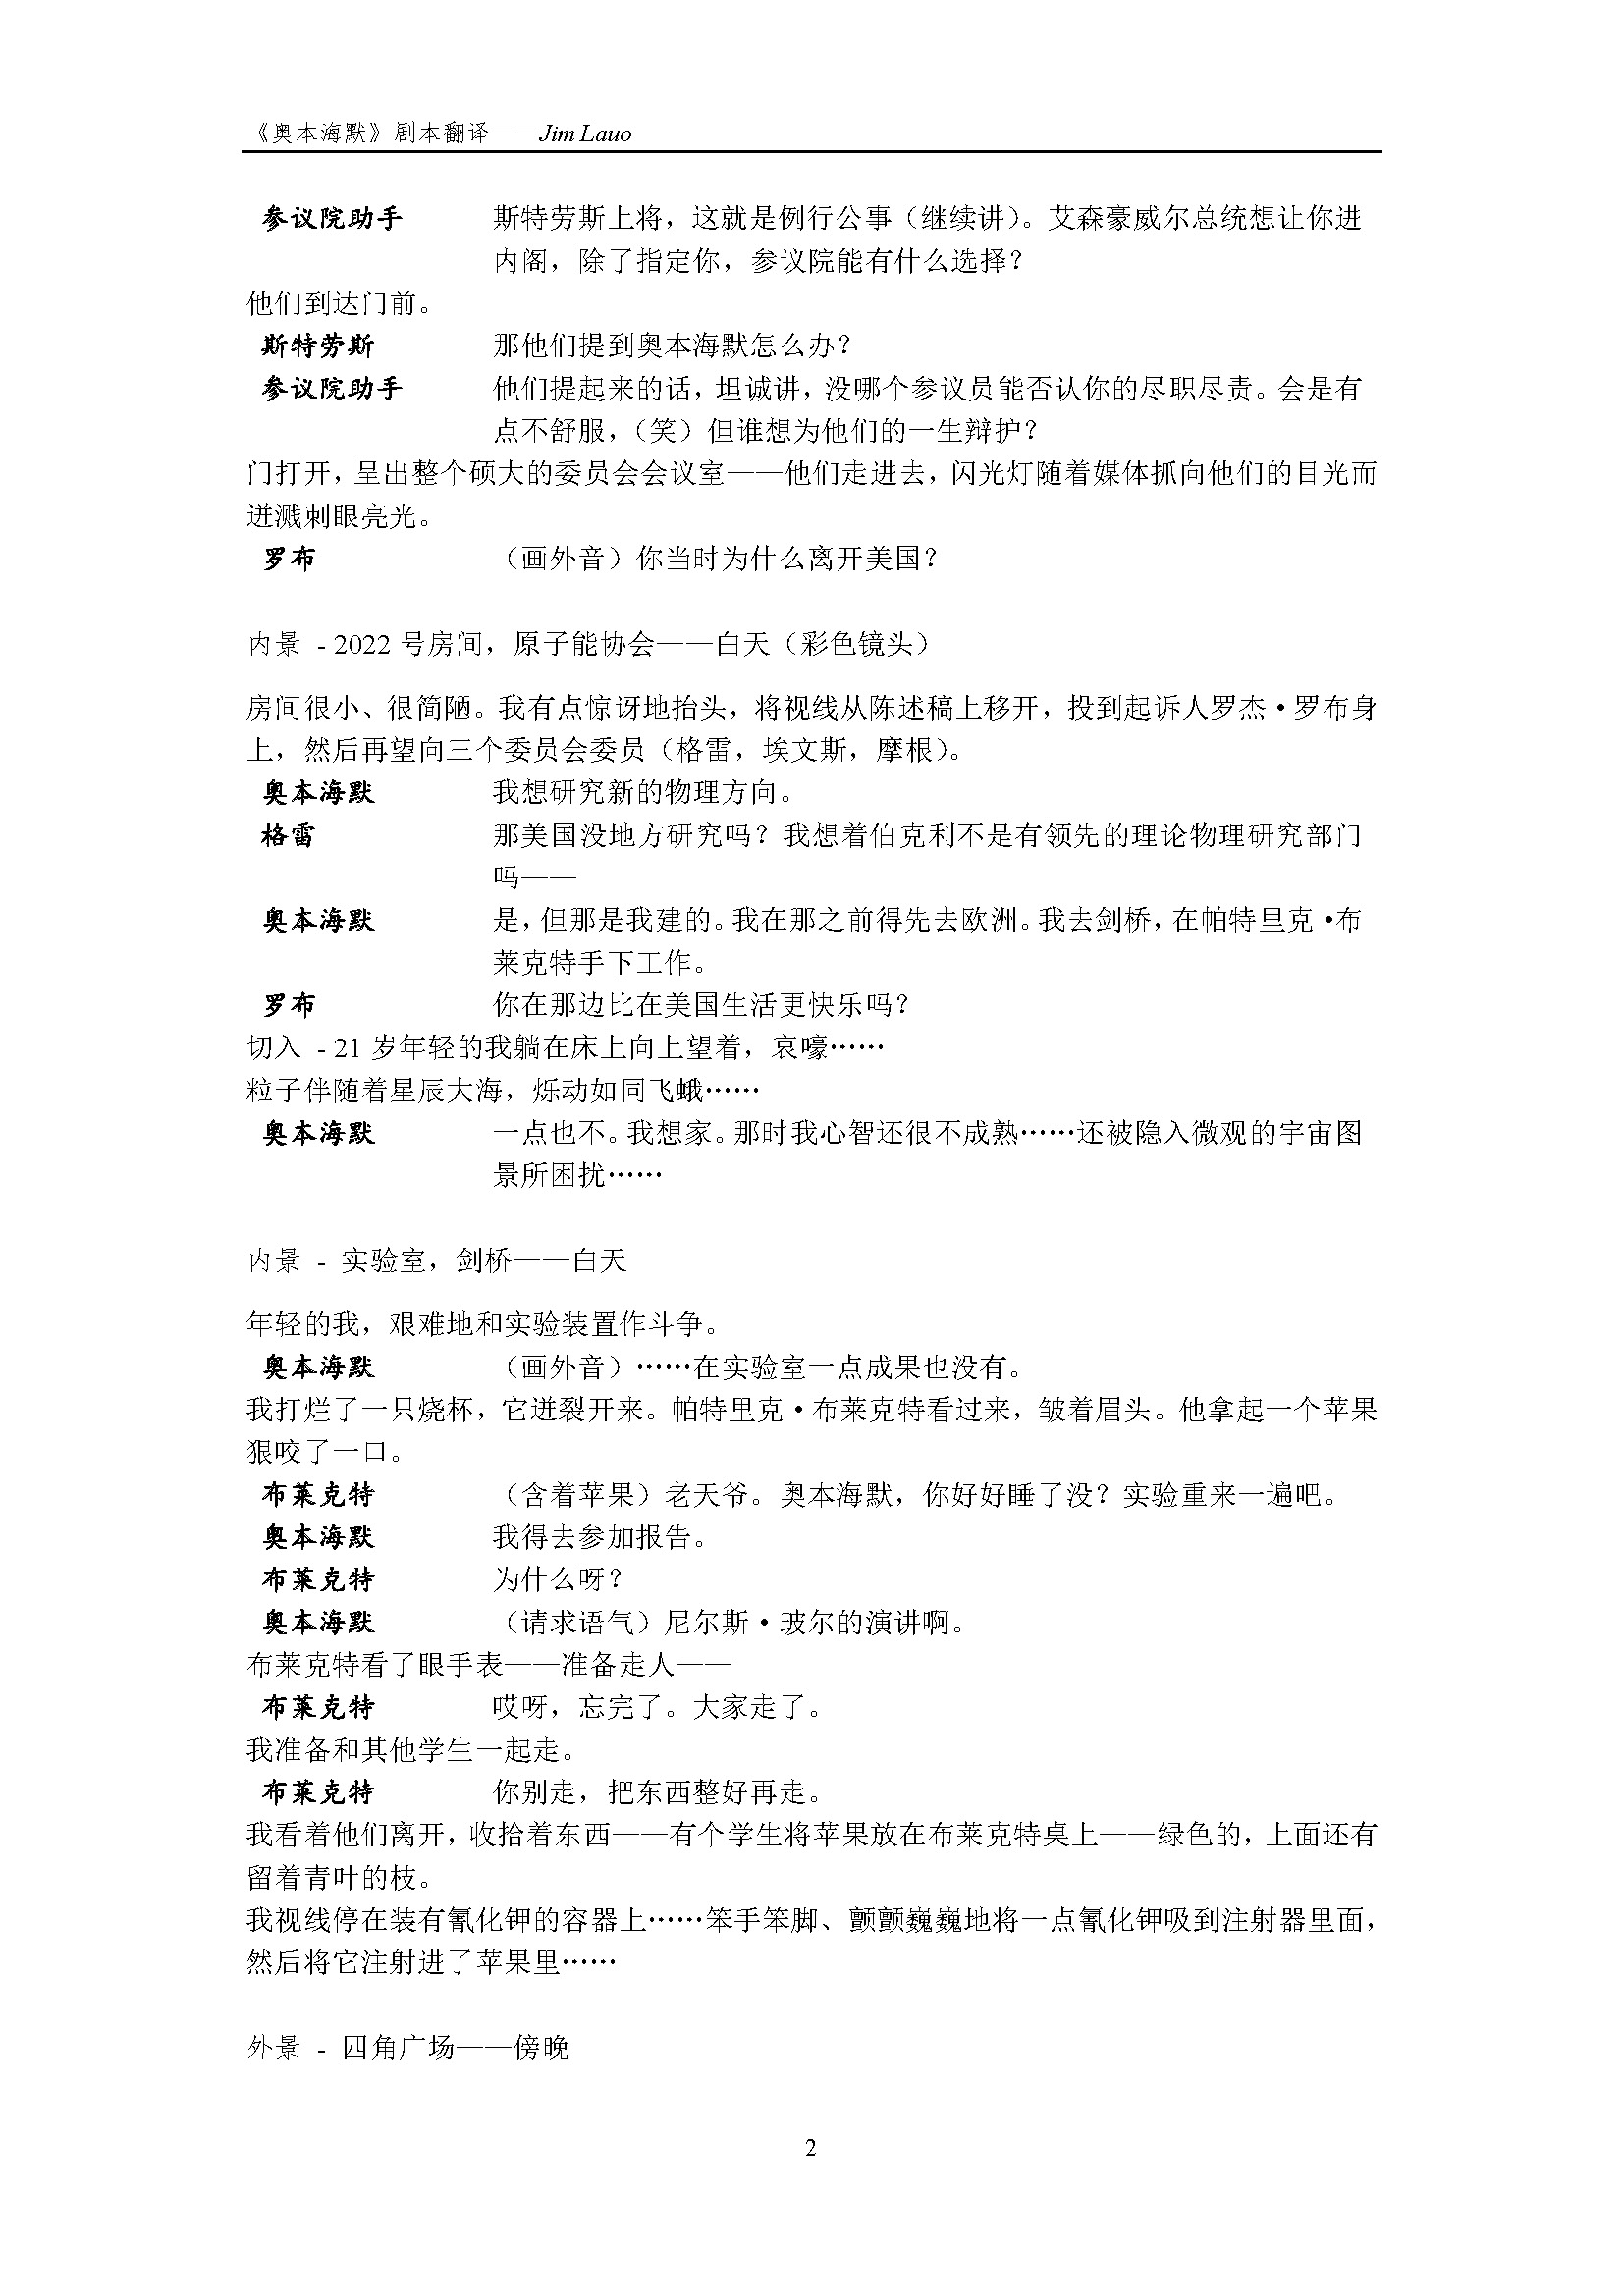 《奥本海默》剧本翻译——Jim Lauo
参议院助手 斯特劳斯上将，这就是例行公事（继续讲）。艾森豪威尔总统想让你进
内阁，除了指定你，参议院能有什么选择？
他们到达门前。
斯特劳斯 那他们提到奥本海默怎么办？
参议院助手 他们提起来的话，坦诚讲，没哪个参议员能否认你的尽职尽责。会是有
点不舒服，（笑）但谁想为他们的一生辩护？
门打开，呈出整个硕大的委员会会议室——他们走进去，闪光灯随着媒体抓向他们的目光而
迸溅刺眼亮光。
罗布 （画外音）你当时为什么离开美国？
内景 - 2022 号房间，原子能协会——白天（彩色镜头）
房间很小、很简陋。我有点惊讶地抬头，将视线从陈述稿上移开，投到起诉人罗杰·罗布身
上，然后再望向三个委员会委员（格雷，埃文斯，摩根）。
奥本海默 我想研究新的物理方向。
格雷 那美国没地方研究吗？我想着伯克利不是有领先的理论物理研究部门
吗——
奥本海默 是，但那是我建的。我在那之前得先去欧洲。我去剑桥，在帕特里克·布
莱克特手下工作。
罗布 你在那边比在美国生活更快乐吗？
切入 - 21 岁年轻的我躺在床上向上望着，哀嚎……
粒子伴随着星辰大海，烁动如同飞蛾……
奥本海默 一点也不。我想家。那时我心智还很不成熟……还被隐入微观的宇宙图
景所困扰……
内景 - 实验室，剑桥——白天
年轻的我，艰难地和实验装置作斗争。
奥本海默 （画外音）……在实验室一点成果也没有。
我打烂了一只烧杯，它迸裂开来。帕特里克·布莱克特看过来，皱着眉头。他拿起一个苹果
狠咬了一口。
布莱克特 （含着苹果）老天爷。奥本海默，你好好睡了没？实验重来一遍吧。
奥本海默 我得去参加报告。
布莱克特 为什么呀？
奥本海默 （请求语气）尼尔斯·玻尔的演讲啊。
布莱克特看了眼手表——准备走人——
布莱克特 哎呀，忘完了。大家走了。
我准备和其他学生一起走。
布莱克特 你别走，把东西整好再走。
我看着他们离开，收拾着东西——有个学生将苹果放在布莱克特桌上——绿色的，上面还有
留着青叶的枝。
我视线停在装有氰化钾的容器上……笨手笨脚、颤颤巍巍地将一点氰化钾吸到注射器里面，
然后将它注射进了苹果里……
外景 - 四角广场——傍晚
2